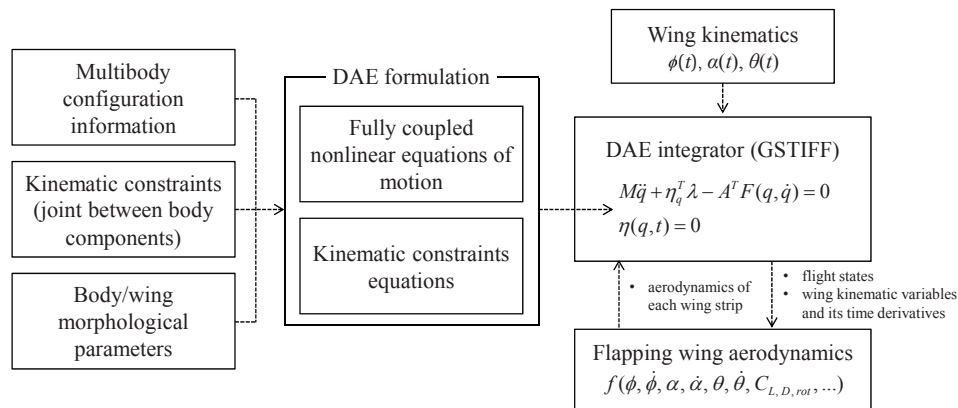 Multibody
configuration
information
Kinematic constraints
(joint between body
components)
Body/wing
morphological
parameters
DAE formulation
Fully coupled
nonlinear equations of
motion
Kinematic constraints
equations
Wing kinematics
ϕ(t), α(t), θ(t)
DAE integrator (GSTIFF)
Mq̈ + η_q^T λ − A^T F(q, q̇) = 0
η(q,t) = 0
• aerodynamics of
each wing strip
• flight states
• wing kinematic variables
and its time derivatives
Flapping wing aerodynamics
f(ϕ, ϕ̇, α, α̇, θ, θ̇, C_{L, D, rot}, ...)